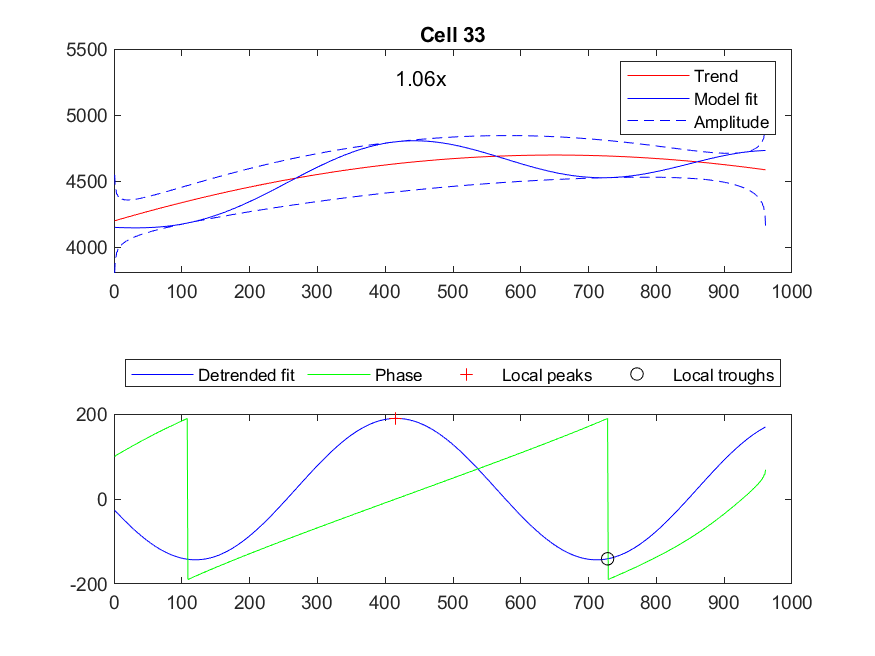 Cell 33
5500
5000
4500
4000
1.06x
Trend
Model fit
Amplitude
0 100 200 300 400 500 600 700 800 900 1000
Detrended fit Phase Local peaks Local troughs
200
0
-200
0 100 200 300 400 500 600 700 800 900 1000